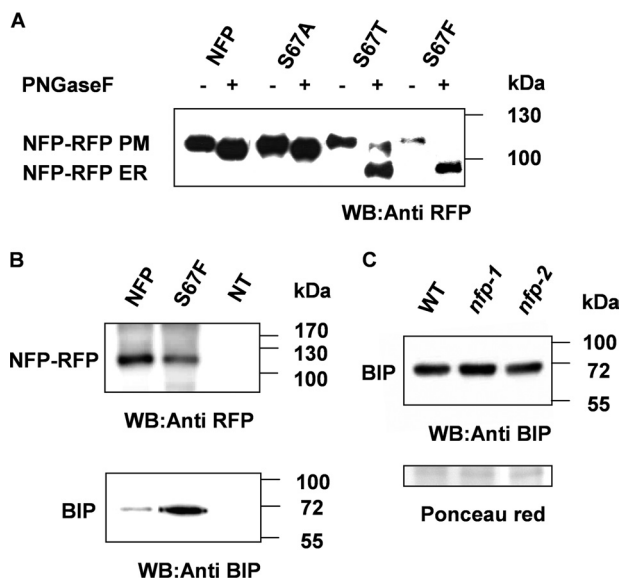 A
NFP S67A S67T S67F
PNGaseF - + - + - + - + kDa
130
NFP-RFP PM
100
NFP-RFP ER
WB:Anti RFP
B
NFP S67F NT
kDa
170
NFP-RFP 130
100
WB:Anti RFP
100
BIP 72
55
WB:Anti BIP
C
WT nfp-1 nfp-2
kDa
100
BIP 72
55
WB:Anti BIP
Ponceau red